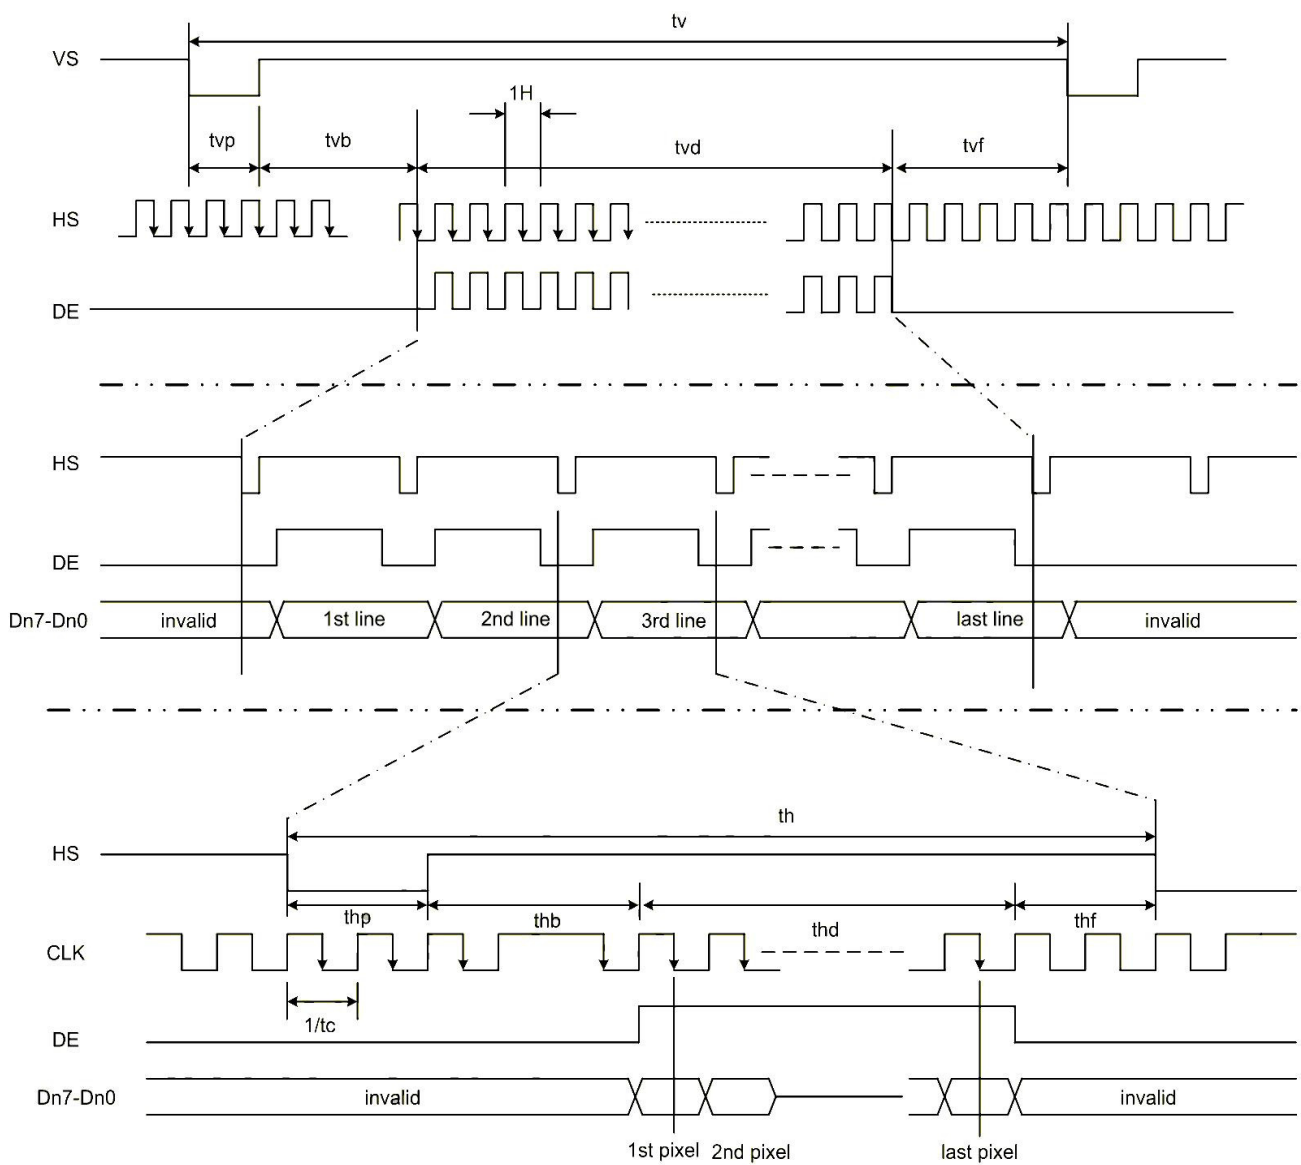 tv
VS
1H
tvp
tvb
tvd
tvf
HS
DE
HS
DE
Dn7-Dn0
invalid
1st line
2nd line
3rd line
last line
invalid
th
HS
thp
thb
thd
thf
CLK
1/tc
DE
Dn7-Dn0
invalid
invalid
1st pixel
2nd pixel
last pixel